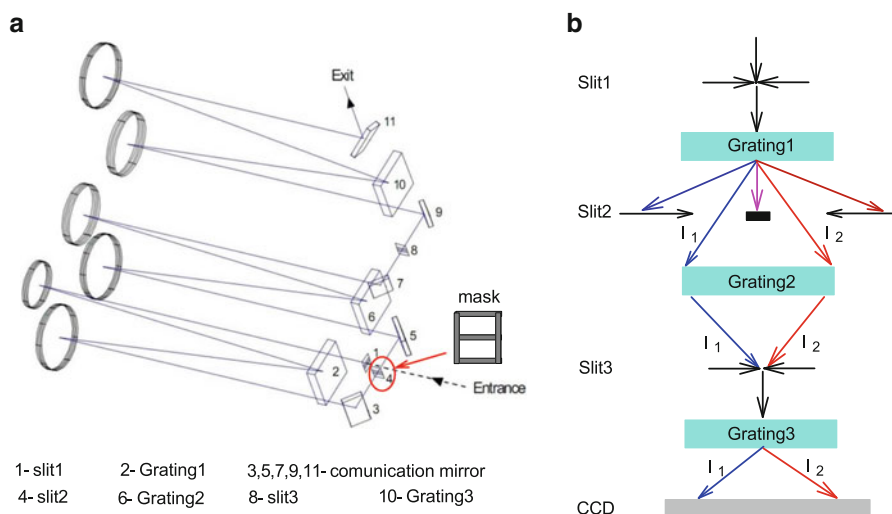 a
Exit
11
10
9
8
7
6
5
mask
1
2
4
Entrance
3
1- slit1 2- Grating1 3,5,7,9,11- comunication mirror
4- slit2 6- Grating2 8- slit3 10- Grating3
b
Slit1
Grating1
Slit2
I 1 I 2
Grating2
I 1 I 2
Slit3
Grating3
I 1 I 2
CCD